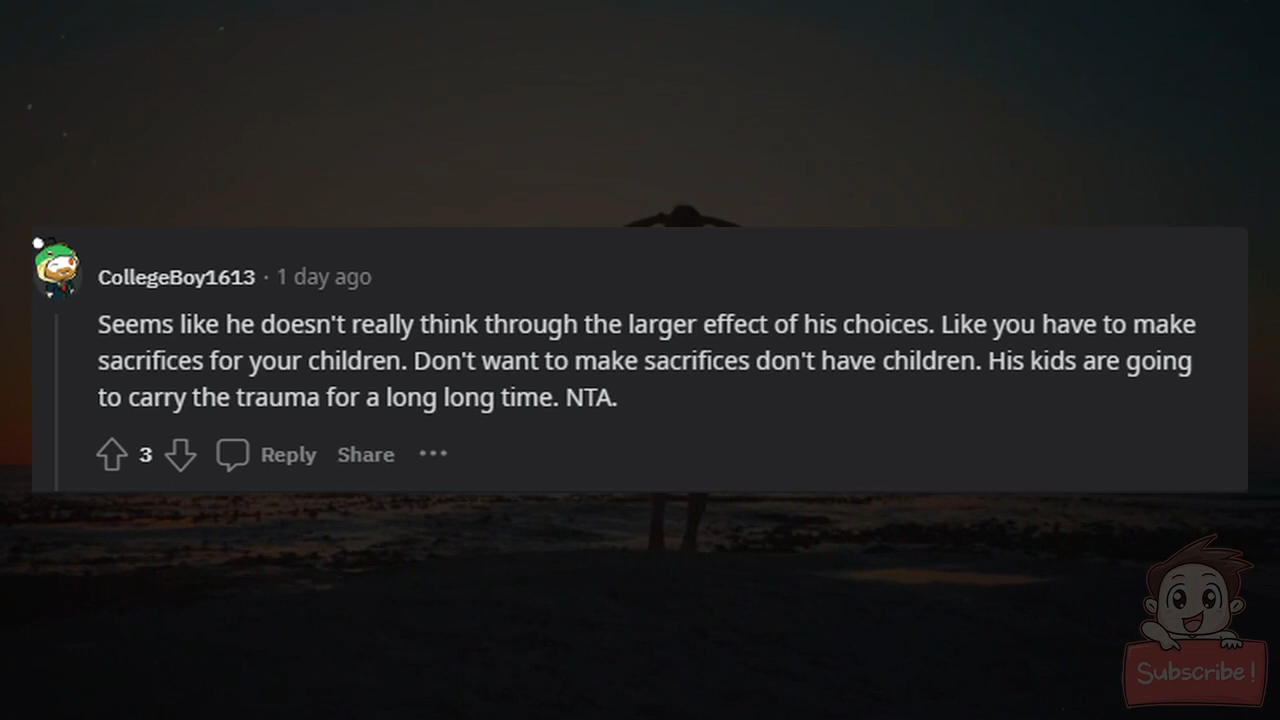 CollegeBoy1613 · 1 day ago
Seems like he doesn't really think through the larger effect of his choices. Like you have to make
sacrifices for your children. Don't want to make sacrifices don't have children. His kids are going
to carry the trauma for a long long time. NTA.
3 Reply Share ···
Subscribe!